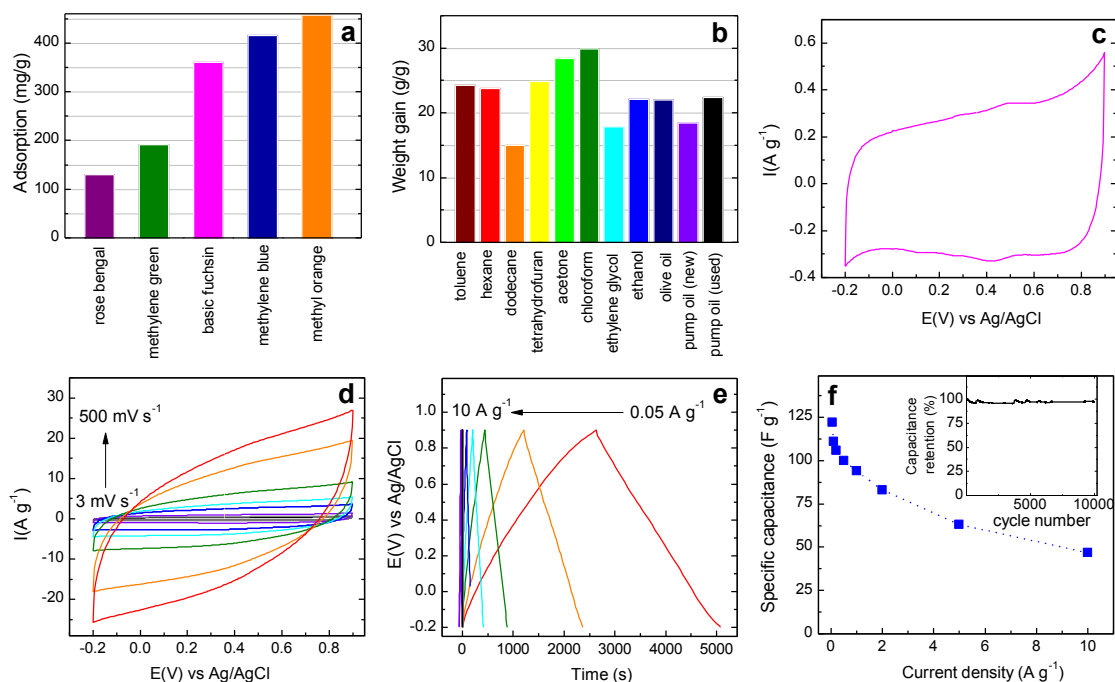 a
Adsorption (mg/g)
400
300
200
100
0
rose bengal
methylene green
basic fuchsin
methylene blue
methyl orange
b
Weight gain (g/g)
30
20
10
0
toluene
hexane
dodecane
tetrahydrofuran
acetone
chloroform
ethylene glycol
ethanol
olive oil
pump oil (new)
pump oil (used)
c
I(A g⁻¹)
0.6
0.4
0.2
0.0
-0.2
-0.4
-0.2 0.0 0.2 0.4 0.6 0.8
E(V) vs Ag/AgCl
d
500 mV s⁻¹
3 mV s⁻¹
I(A g⁻¹)
30
20
10
0
-10
-20
-0.2 0.0 0.2 0.4 0.6 0.8
E(V) vs Ag/AgCl
e
10 A g⁻¹
0.05 A g⁻¹
E(V) vs Ag/AgCl
1.0
0.8
0.6
0.4
0.2
0.0
-0.2
0 1000 2000 3000 4000 5000
Time (s)
f
Specific capacitance (F g⁻¹)
125
100
75
50
25
0
0 2 4 6 8 10
Current density (A g⁻¹)
Capacitance
retention (%)
100
75
50
25
0
5000 10000
cycle number